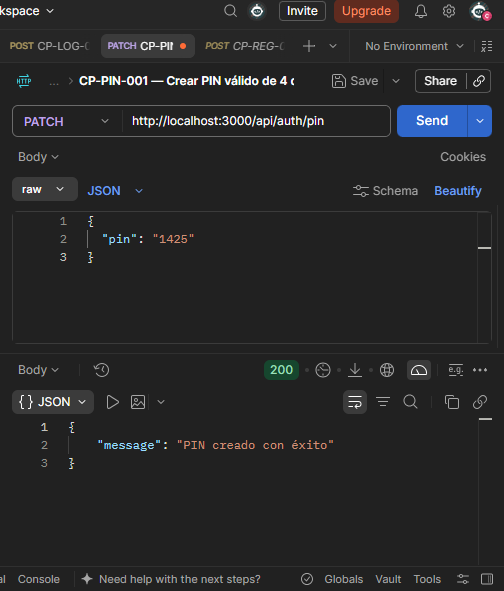 kspace Invite Upgrade
POST CP-LOG- PATCH CP-PIN POST CP-REG- No Environment
HTTP ... > CP-PIN-001 — Crear PIN válido de 4 Save Share
PATCH http://localhost:3000/api/auth/pin Send
Body Cookies
raw JSON Schema Beautify
1 {
2 "pin": "1425"
3 }
Body 200 e.g.
{} JSON
1 {
2 "message": "PIN creado con éxito"
3 }
Console Need help with the next steps? Globals Vault Tools